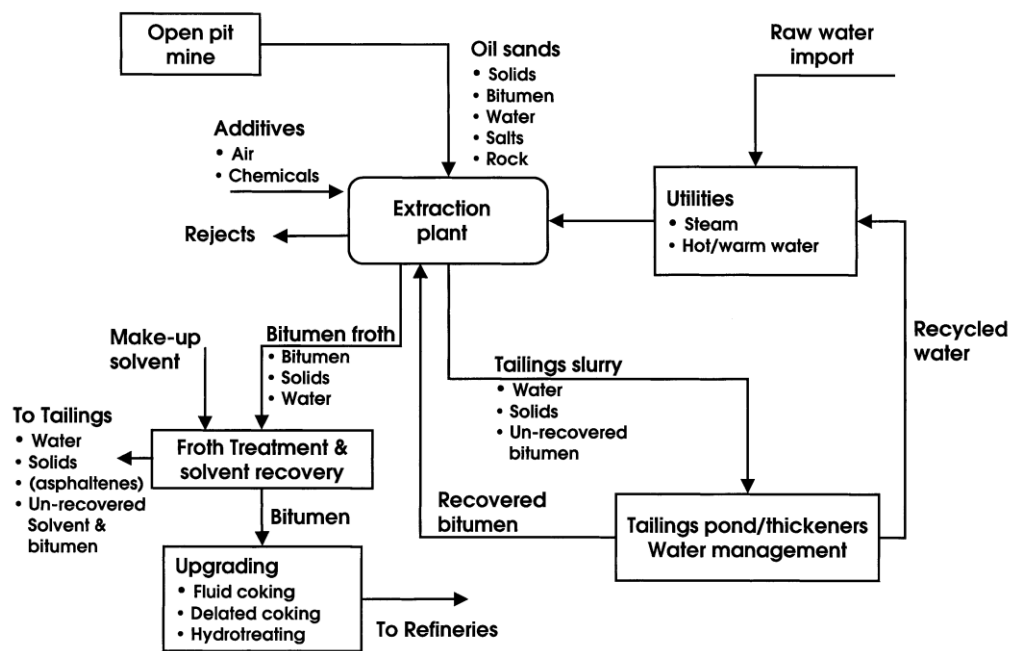 Open pit
mine
Oil sands
• Solids
• Bitumen
• Water
• Salts
• Rock
Raw water
import
Additives
• Air
• Chemicals
Extraction
plant
Utilities
• Steam
• Hot/warm water
Rejects
Make-up
solvent
Bitumen froth
• Bitumen
• Solids
• Water
Tailings slurry
• Water
• Solids
• Un-recovered
bitumen
Recycled
water
To Tailings
• Water
• Solids
• (asphaltenes)
• Un-recovered
Solvent &
bitumen
Froth Treatment &
solvent recovery
Bitumen
Recovered
bitumen
Tailings pond/thickeners
Water management
Upgrading
• Fluid coking
• Delated coking
• Hydrotreating
To Refineries